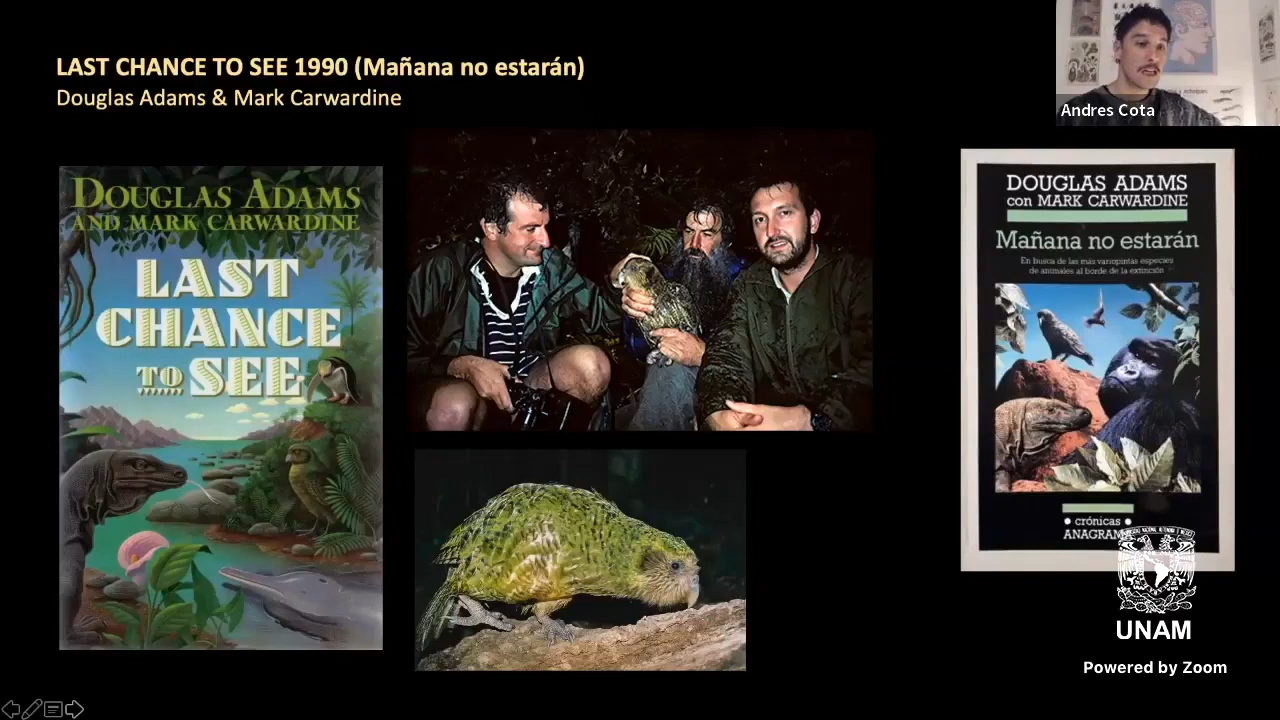 LAST CHANCE TO SEE 1990 (Mañana no estarán)
Douglas Adams & Mark Carwardine
Andres Cota
DOUGLAS ADAMS
AND MARK CARWARDINE
LAST
CHANCE
TO SEE
DOUGLAS ADAMS
con MARK CARWARDINE
Mañana no estarán
En busca de las más variopintas especies
de animales al borde de la extinción
crónicas
ANAGRAMA
UNAM
Powered by Zoom